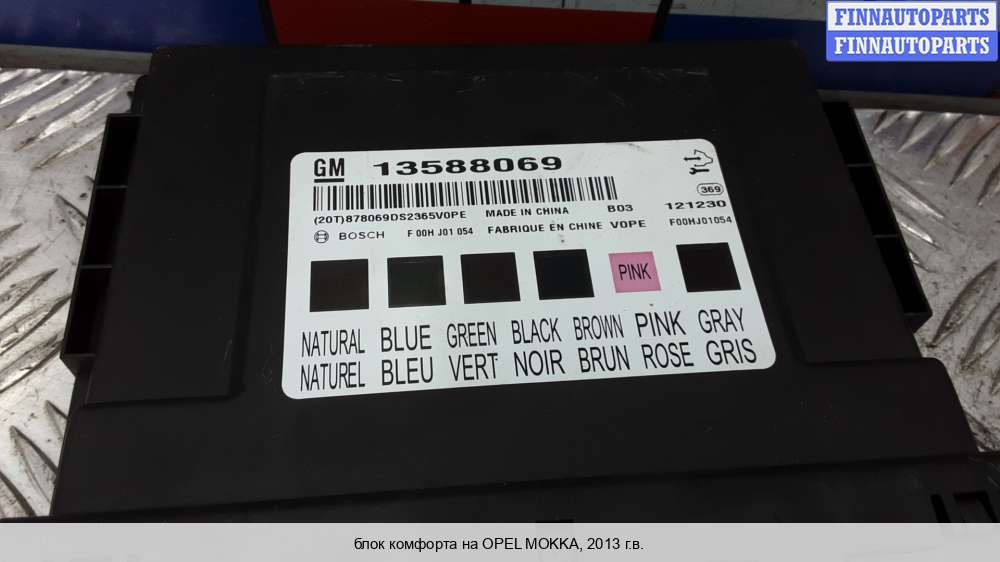 FINNAUTOPARTS
FINNAUTOPARTS
GM 13588069
369
(20T)878069DS2365V0PE MADE IN CHINA B03 121230
BOSCH F 00H J01 054 FABRIQUE EN CHINE V0PE F00HJ01054
PINK
NATURAL BLUE GREEN BLACK BROWN PINK GRAY
NATUREL BLEU VERT NOIR BRUN ROSE GRIS
блок комфорта на OPEL MOKKA, 2013 г.в.